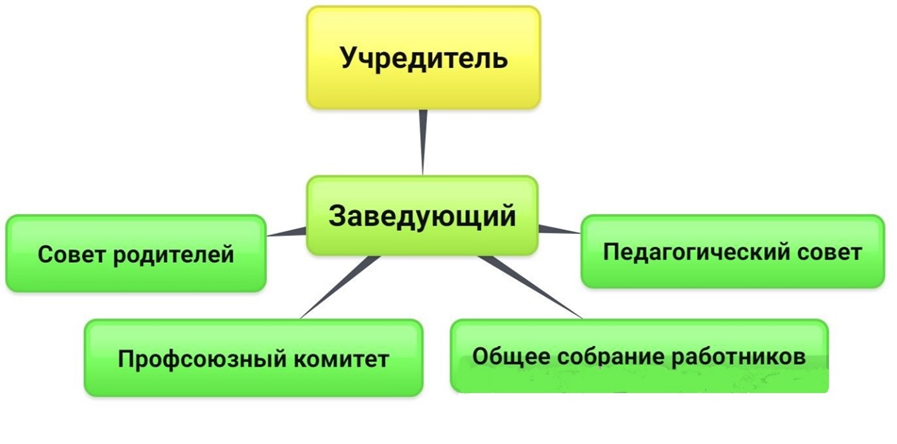 Учредитель
Заведующий
Совет родителей
Педагогический совет
Профсоюзный комитет
Общее собрание работников